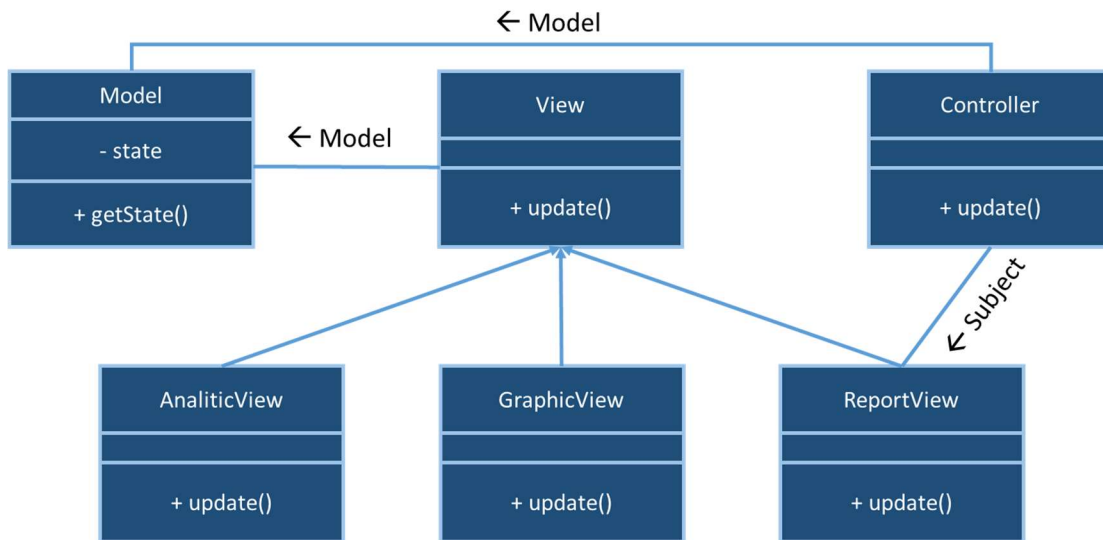 ← Model
Model
- state
+ getState()
← Model
View
+ update()
Controller
+ update()
← Subject
AnaliticView
+ update()
GraphicView
+ update()
ReportView
+ update()